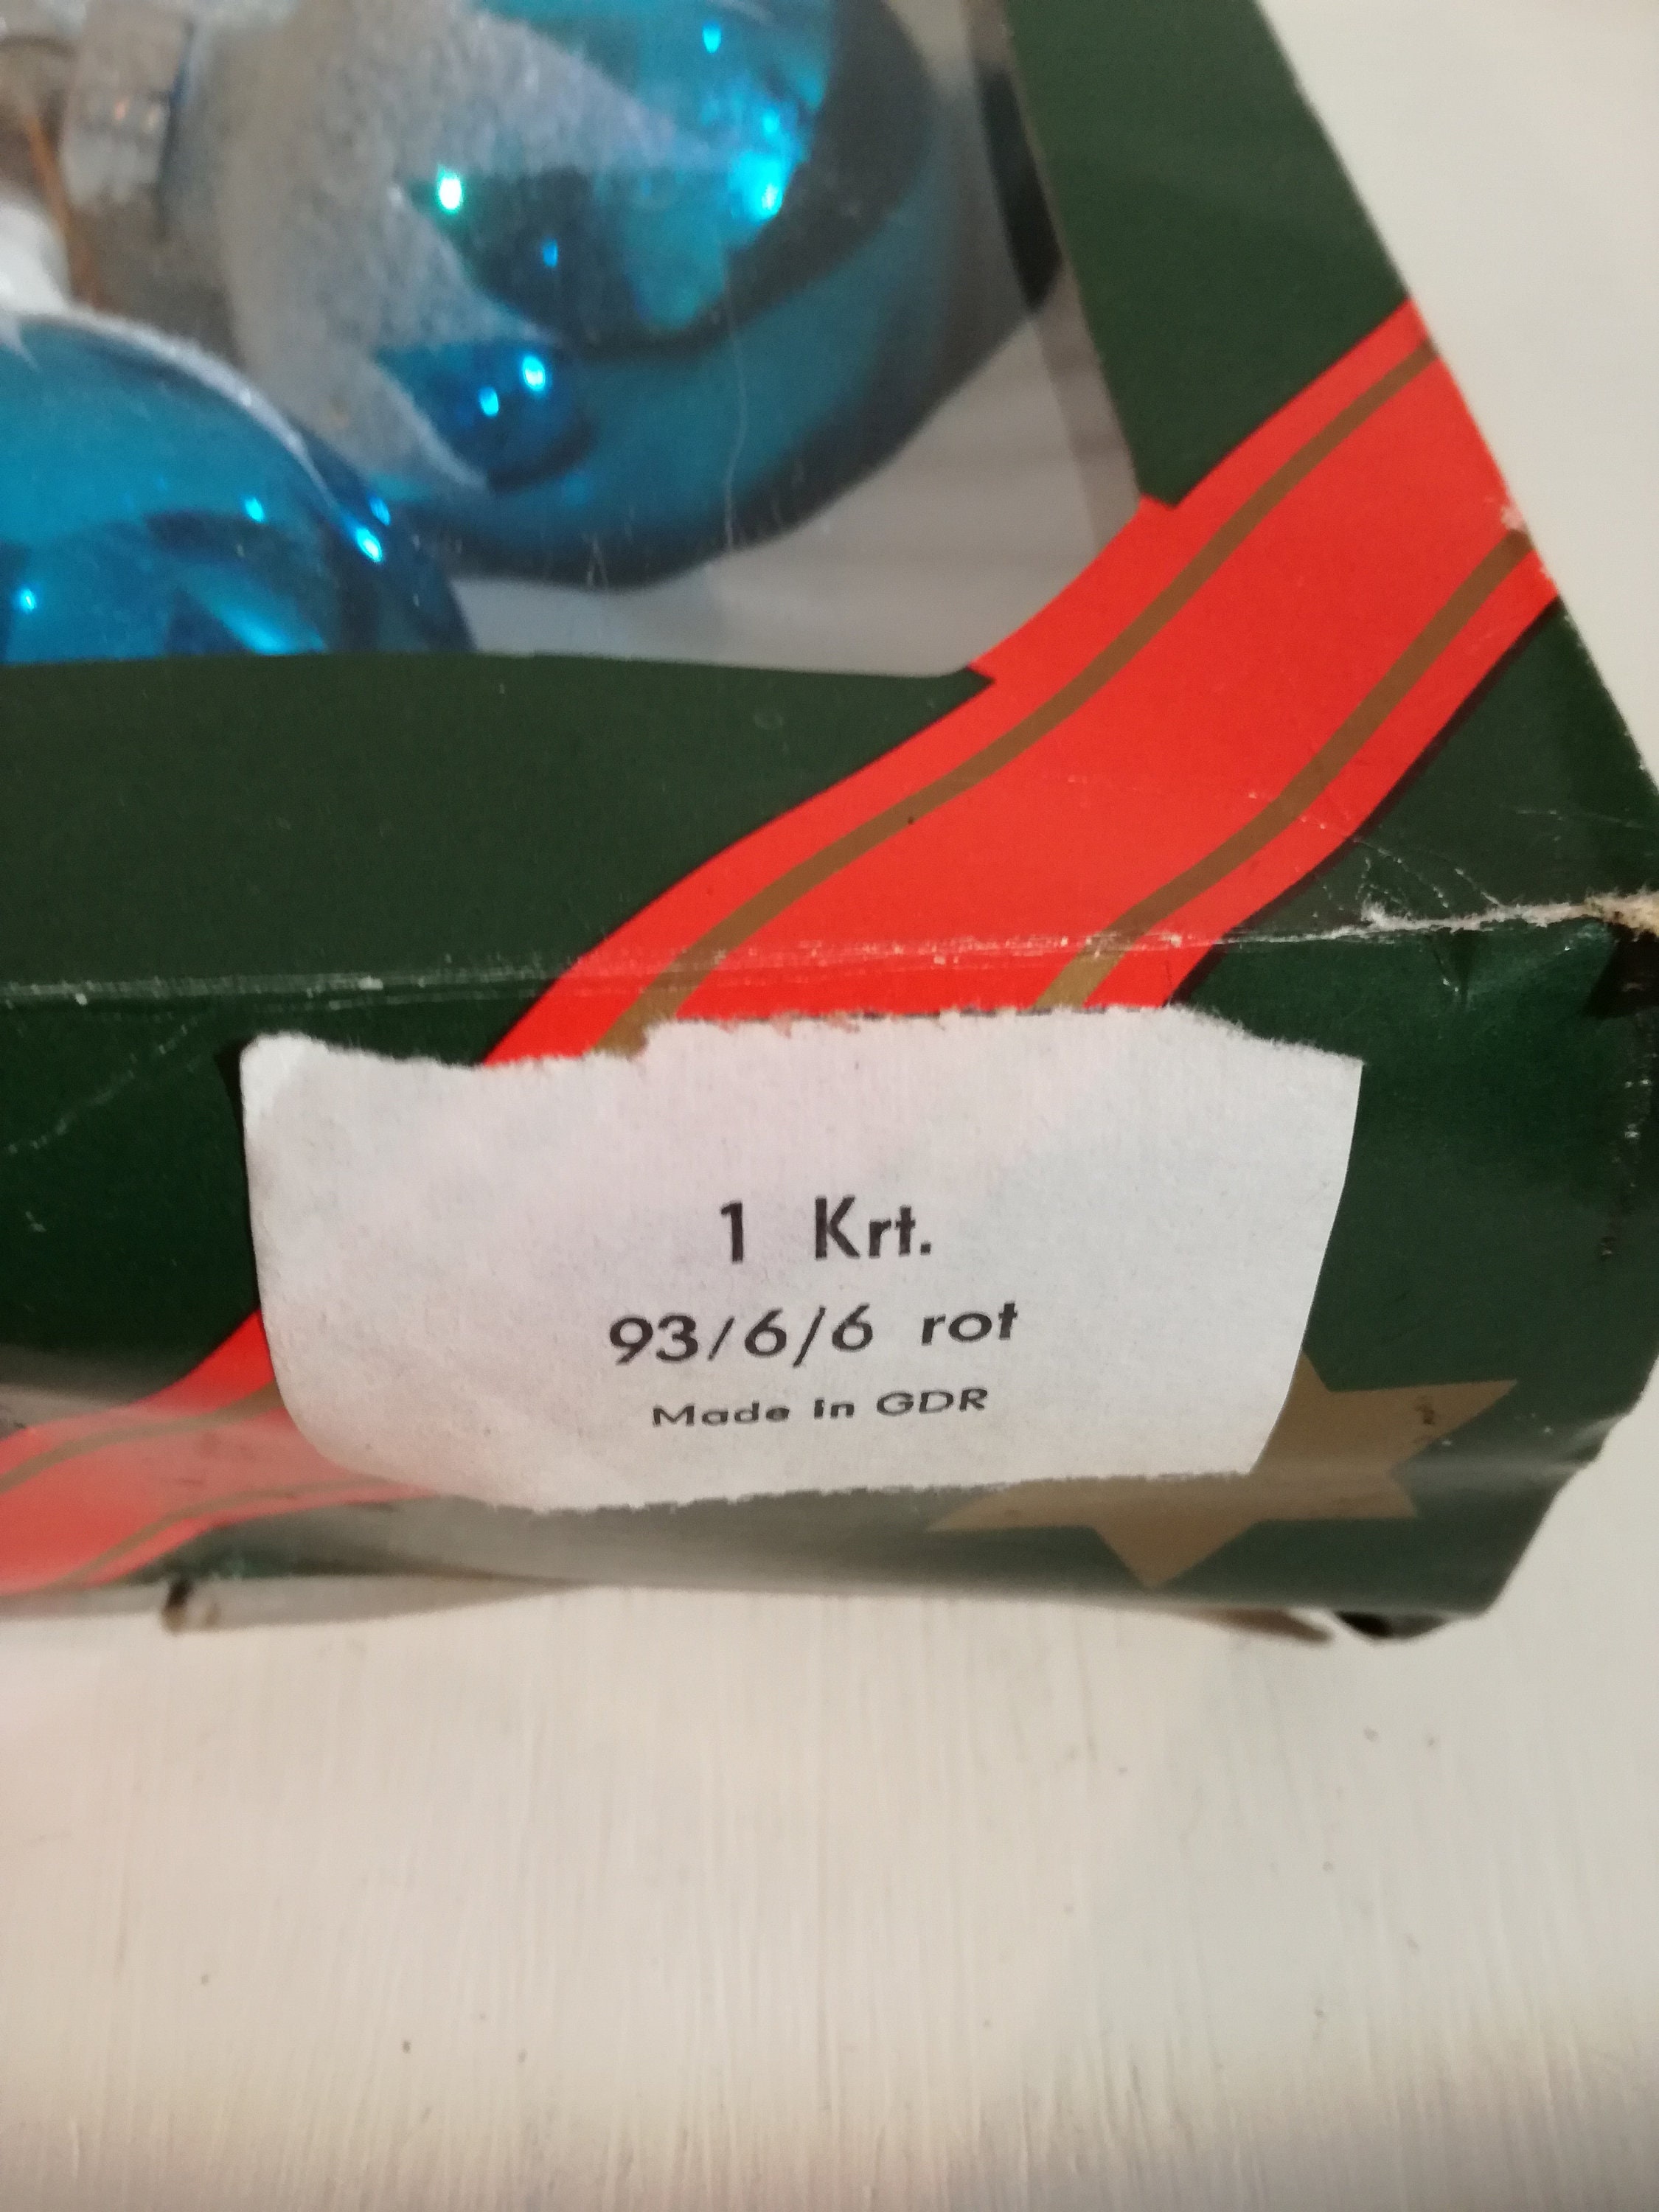 1 Krt.
93/6/6 rot
Made in GDR